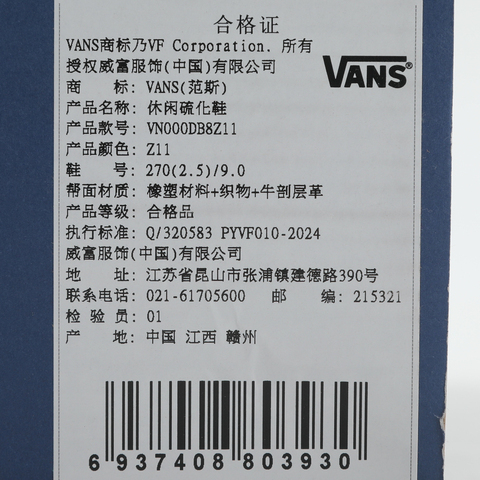 合格证
VANS商标乃VF Corporation. 所有
授权威富服饰(中国)有限公司
VANS®
商 标: VANS(范斯)
产品名称: 休闲硫化鞋
产品款号: VN000DB8Z11
产品颜色: Z11
鞋 号: 270(2.5)/9.0
帮面材质: 橡塑材料+织物+牛剖层革
产品等级: 合格品
执行标准: Q/320583 PYVF010-2024
威富服饰(中国)有限公司
地 址: 江苏省昆山市张浦镇建德路390号
联系电话: 021-61705600 邮 编: 215321
检 验 员: 01
产 地: 中国 江西 赣州
6 937408 803930